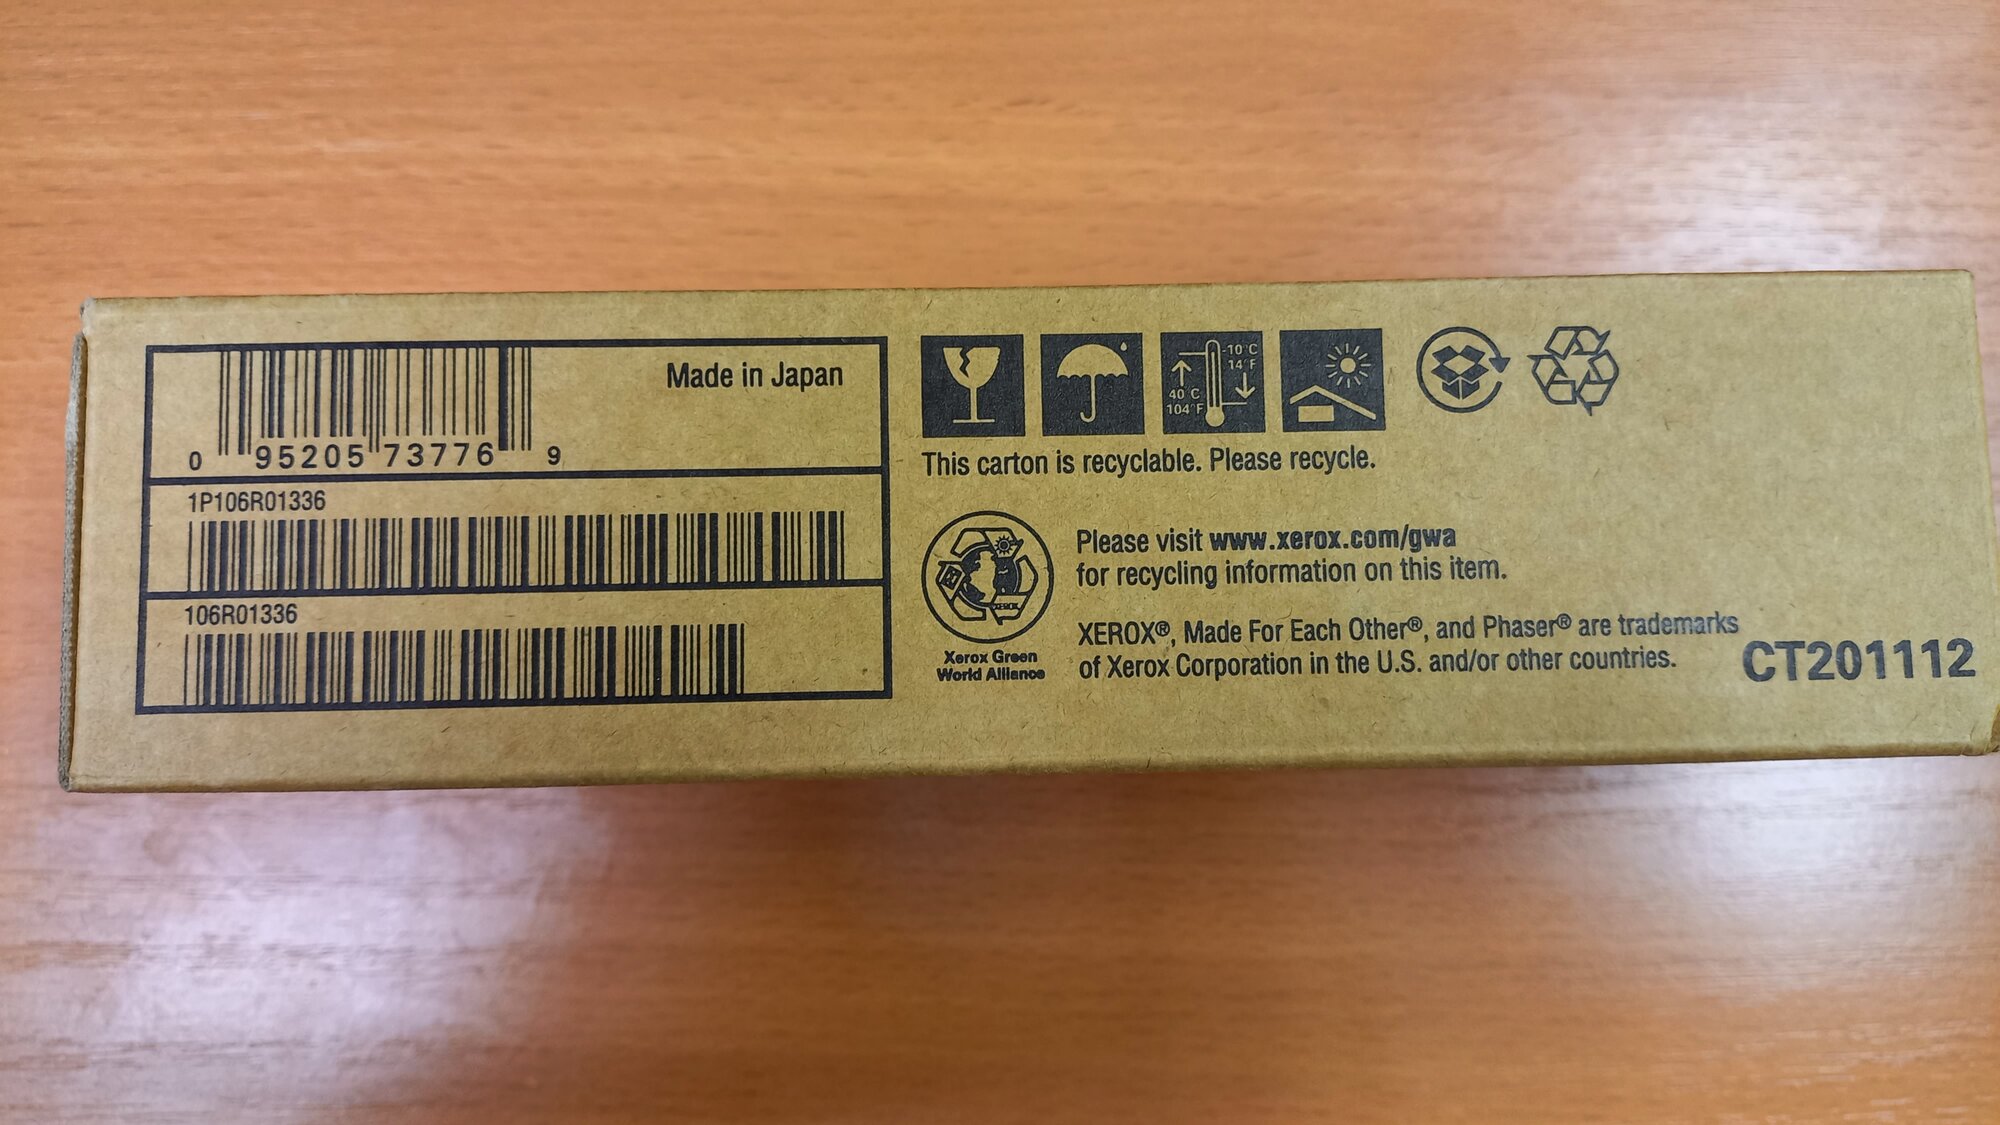 Made in Japan
0 95205 73776 9
1P106R01336
106R01336
-10°C
14°F
40°C
104°F
This carton is recyclable. Please recycle.
Please visit www.xerox.com/gwa
for recycling information on this item.
XEROX
Xerox Green
World Alliance
XEROX®, Made For Each Other®, and Phaser® are trademarks
of Xerox Corporation in the U.S. and/or other countries.
CT201112